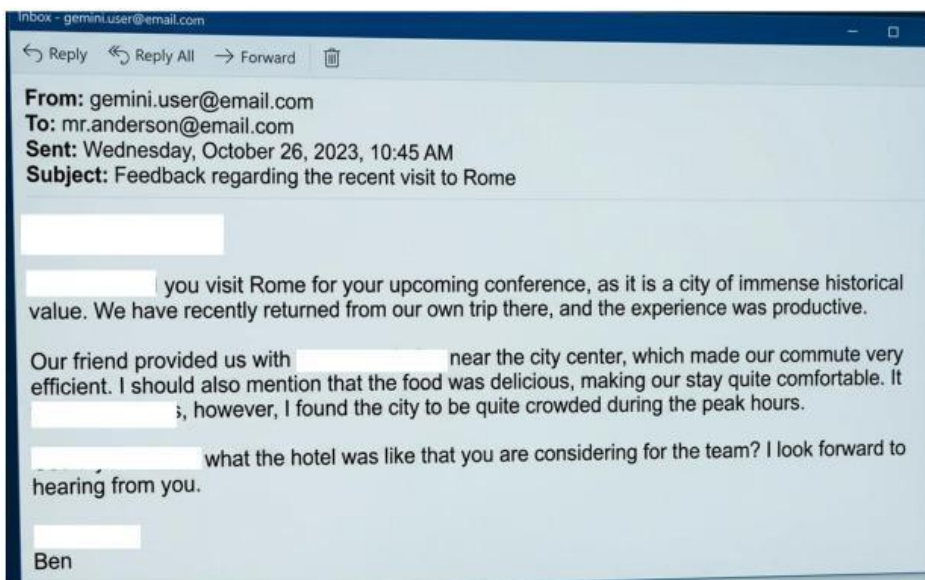 Inbox - gemini.user@email.com
Reply Reply All Forward
From: gemini.user@email.com
To: mr.anderson@email.com
Sent: Wednesday, October 26, 2023, 10:45 AM
Subject: Feedback regarding the recent visit to Rome
you visit Rome for your upcoming conference, as it is a city of immense historical
value. We have recently returned from our own trip there, and the experience was productive.
Our friend provided us with near the city center, which made our commute very
efficient. I should also mention that the food was delicious, making our stay quite comfortable. It
, however, I found the city to be quite crowded during the peak hours.
what the hotel was like that you are considering for the team? I look forward to
hearing from you.
Ben